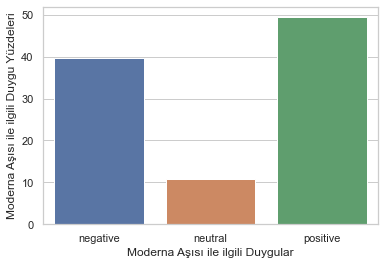 Moderna Aşısı ile ilgili Duygu Yüzdeleri
50
40
30
20
10
0
negative neutral positive
Moderna Aşısı ile ilgili Duygular